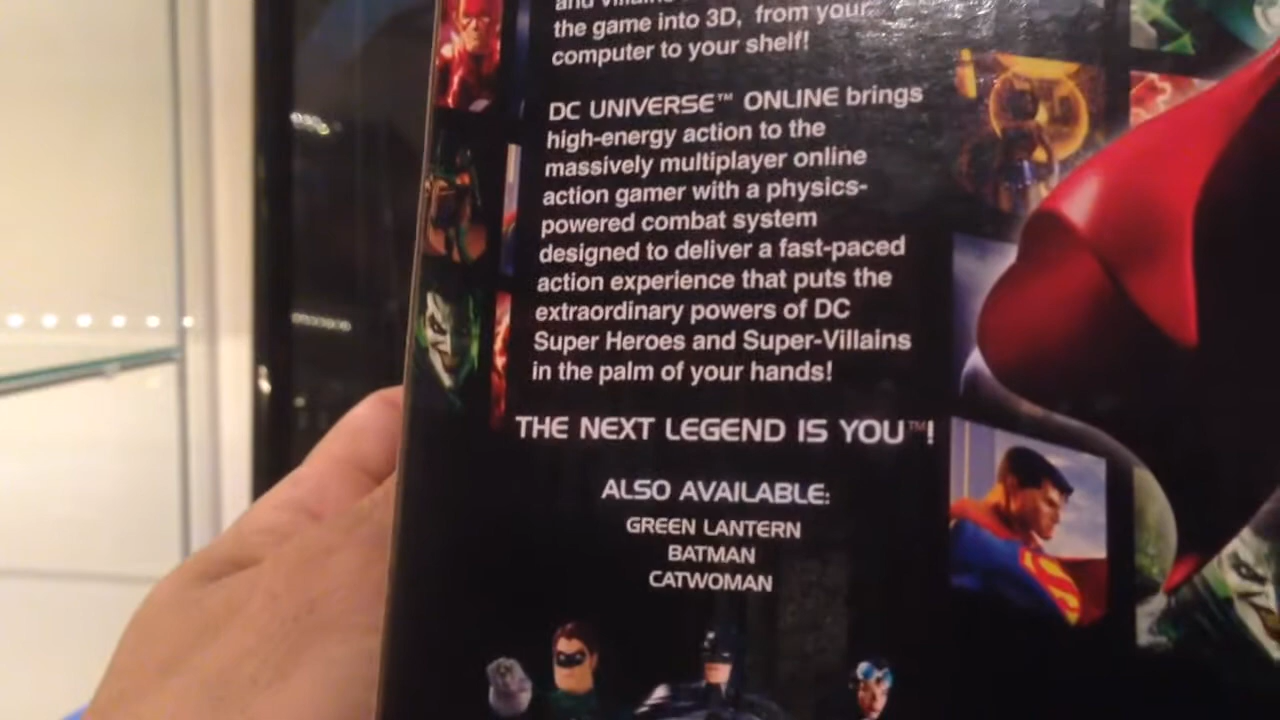 and Villains
the game into 3D, from your
computer to your shelf!
DC UNIVERSE™ ONLINE brings
high-energy action to the
massively multiplayer online
action gamer with a physics-
powered combat system
designed to deliver a fast-paced
action experience that puts the
extraordinary powers of DC
Super Heroes and Super-Villains
in the palm of your hands!
THE NEXT LEGEND IS YOU™!
ALSO AVAILABLE:
GREEN LANTERN
BATMAN
CATWOMAN